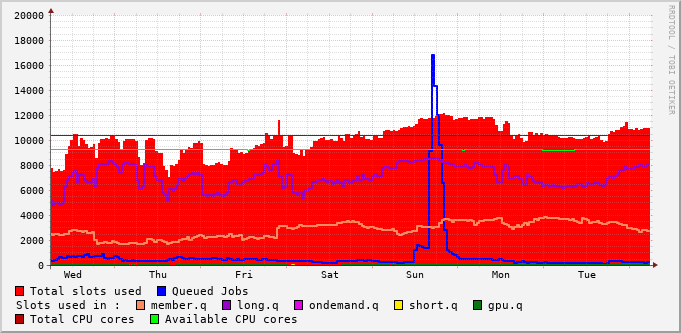 20000
18000
16000
14000
12000
10000
8000
6000
4000
2000
0
Wed Thu Fri Sat Sun Mon Tue
Total slots used Queued Jobs
Slots used in : member.q long.q ondemand.q short.q gpu.q
Total CPU cores Available CPU cores
RRDTOOL / TOBI OETIKER